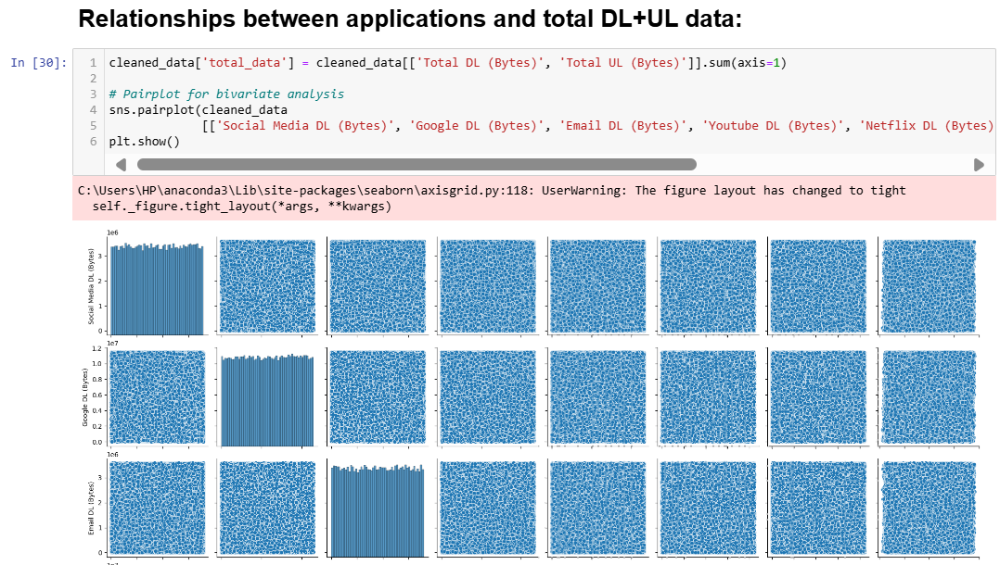 Relationships between applications and total DL+UL data:
In [30]:
1 cleaned_data['total_data'] = cleaned_data[['Total DL (Bytes)', 'Total UL (Bytes)']].sum(axis=1)
2
3 # Pairplot for bivariate analysis
4 sns.pairplot(cleaned_data
5 [['Social Media DL (Bytes)', 'Google DL (Bytes)', 'Email DL (Bytes)', 'Youtube DL (Bytes)', 'Netflix DL (Bytes)
6 plt.show()
C:\Users\HP\anaconda3\Lib\site-packages\seaborn\axisgrid.py:118: UserWarning: The figure layout has changed to tight
self._figure.tight_layout(*args, **kwargs)
1e6
Social Media DL (Bytes)
3
2
1
0
1e7
Google DL (Bytes)
1.2
1.0
0.8
0.6
0.4
0.2
0.0
1e6
Email DL (Bytes)
3
2
1
0